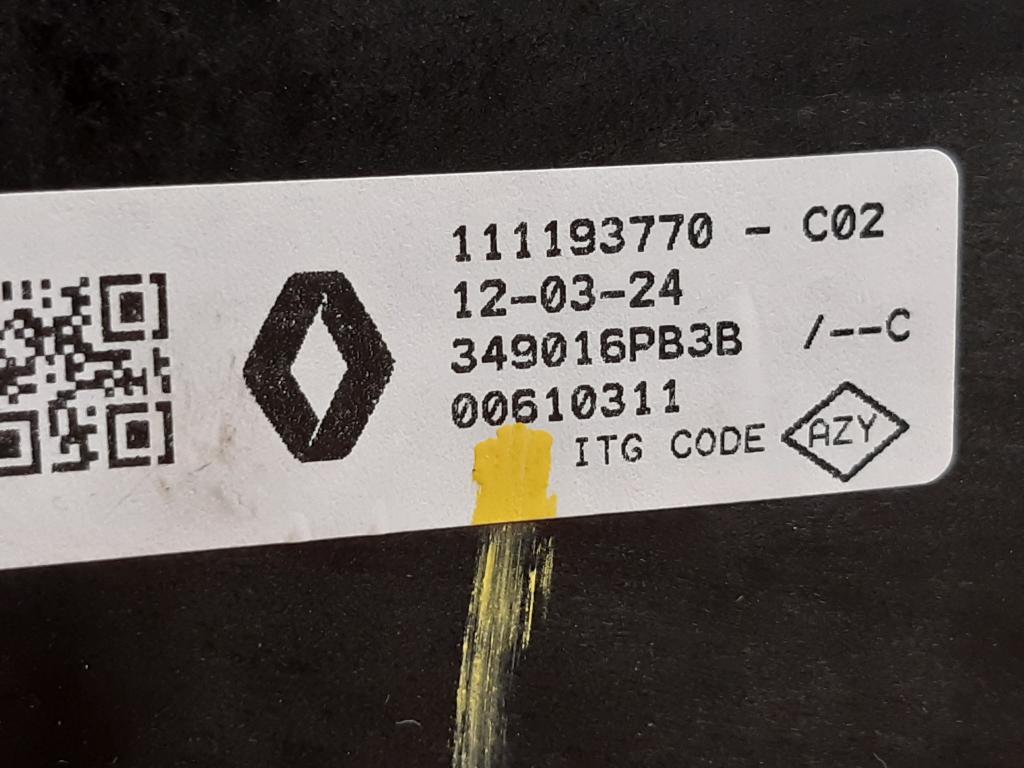 111193770 - C02
12-03-24
349016PB3B /--C
00610311
ITG CODE AZY